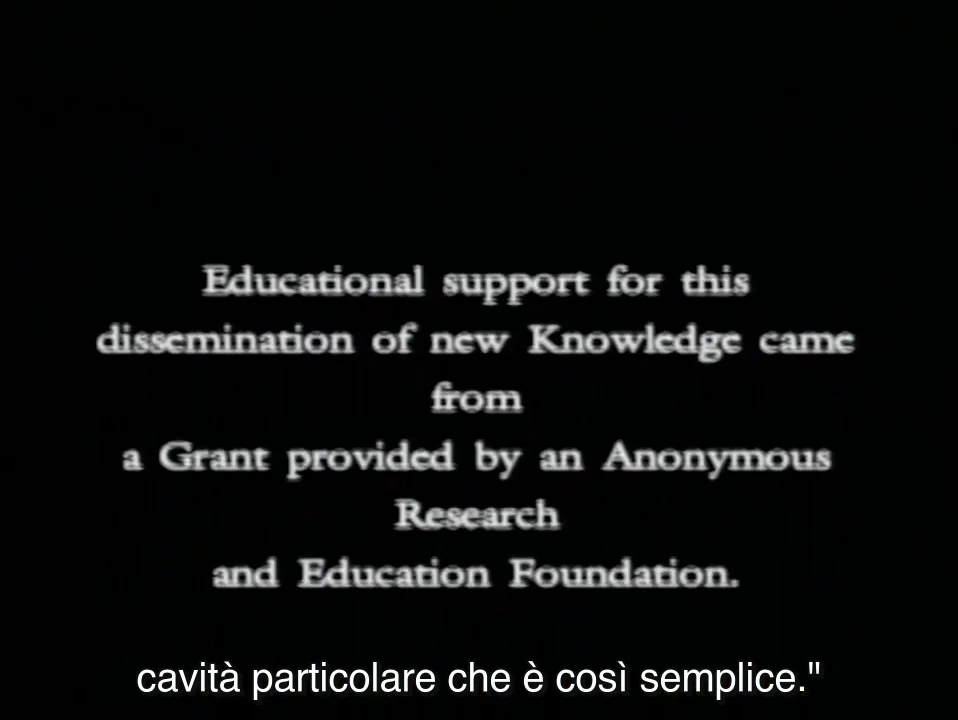 Educational support for this
dissemination of new Knowledge came
from
a Grant provided by an Anonymous
Research
and Education Foundation.
cavità particolare che è così semplice."